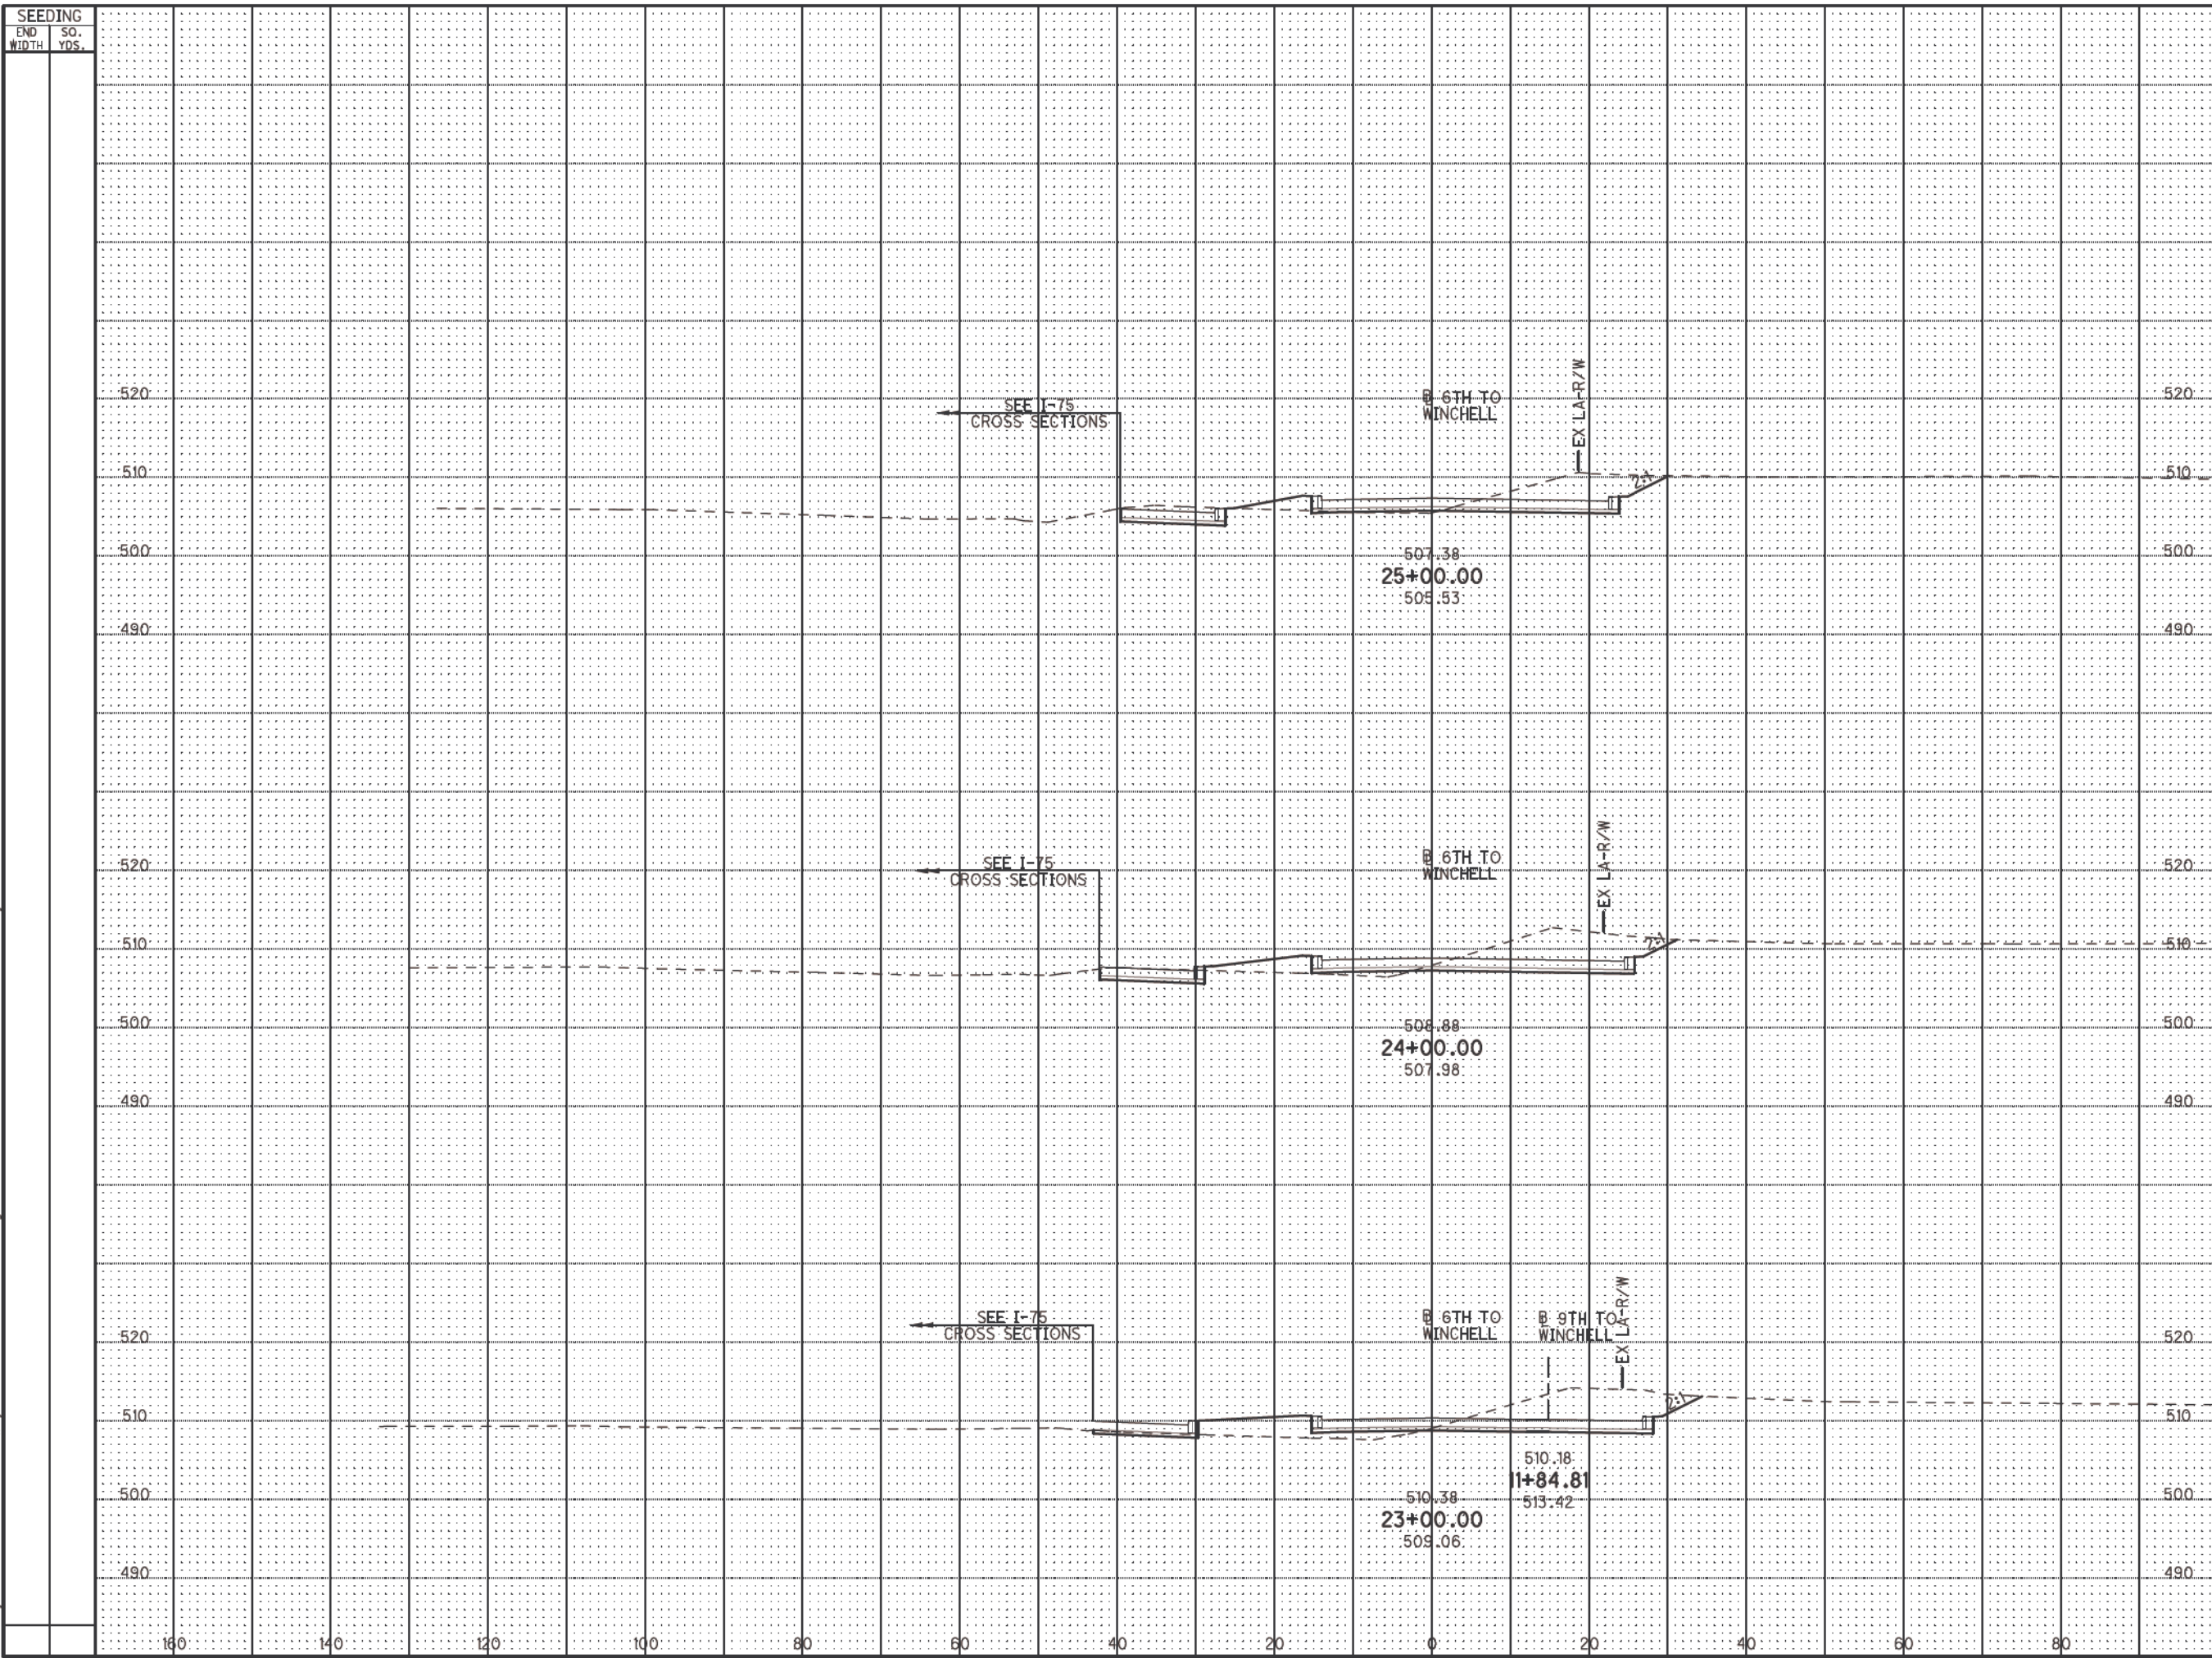 SEEDING
END WIDTH
SQ. YDS.
EX LA-R/W
520
SEE I-75
CROSS SECTIONS
℄ 6TH TO
WINCHELL
520
510
2:1
510
500
507.38
25+00.00
505.53
500
490
490
EX LA-R/W
520
SEE I-75
CROSS SECTIONS
℄ 6TH TO
WINCHELL
520
510
2:1
510
500
508.88
24+00.00
507.98
500
490
490
EX LA-R/W
520
SEE I-75
CROSS SECTIONS
℄ 6TH TO
WINCHELL
℄ 9TH TO
WINCHELL
520
510
2:1
510
510.18
11+84.81
513.42
500
510.38
23+00.00
509.06
500
490
490
160 140 120 100 80 60 40 20 0 20 40 60 80